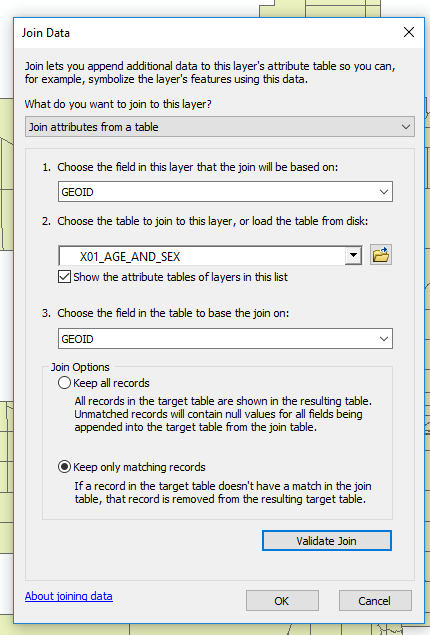 Join Data
Join lets you append additional data to this layer's attribute table so you can,
for example, symbolize the layer's features using this data.
What do you want to join to this layer?
Join attributes from a table
1. Choose the field in this layer that the join will be based on:
GEOID
2. Choose the table to join to this layer, or load the table from disk:
X01_AGE_AND_SEX
Show the attribute tables of layers in this list
3. Choose the field in the table to base the join on:
GEOID
Join Options
Keep all records
All records in the target table are shown in the resulting table.
Unmatched records will contain null values for all fields being
appended into the target table from the join table.
Keep only matching records
If a record in the target table doesn't have a match in the join
table, that record is removed from the resulting target table.
Validate Join
About joining data
OK
Cancel